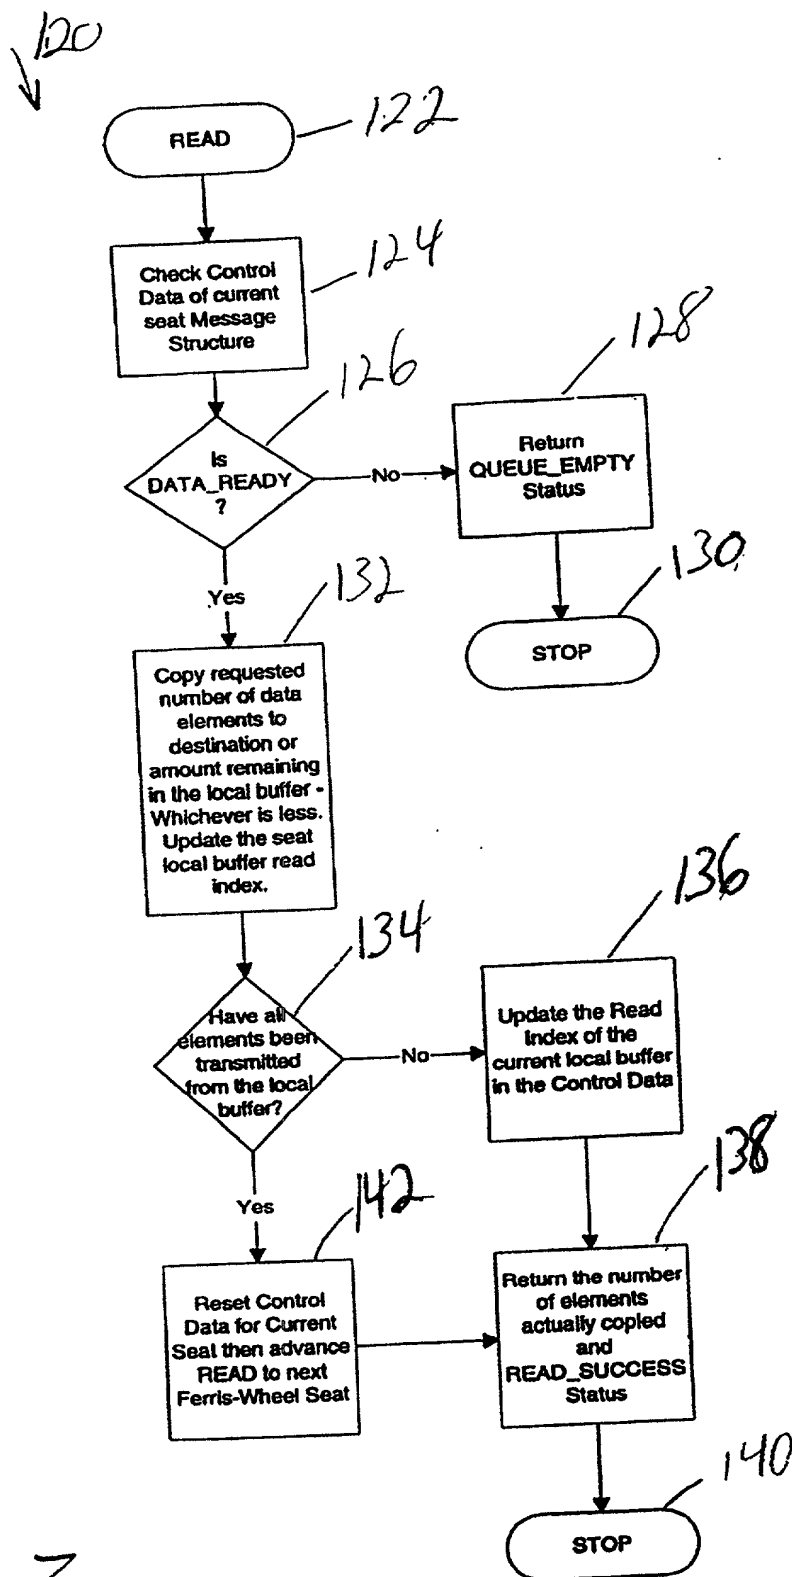 120
READ
122
Check Control
Data of current
seat Message
Structure
124
Is
DATA_READY
?
126
No
Return
QUEUE_EMPTY
Status
128
STOP
130
Yes
Copy requested
number of data
elements to
destination or
amount remaining
in the local buffer -
Whichever is less.
Update the seat
local buffer read
index.
132
Have all
elements been
transmitted
from the local
buffer?
134
No
Update the Read
Index of the
current local buffer
in the Control Data
136
Yes
Reset Control
Data for Current
Seat then advance
READ to next
Ferris-Wheel Seat
142
Return the number
of elements
actually copied
and
READ_SUCCESS
Status
138
STOP
140